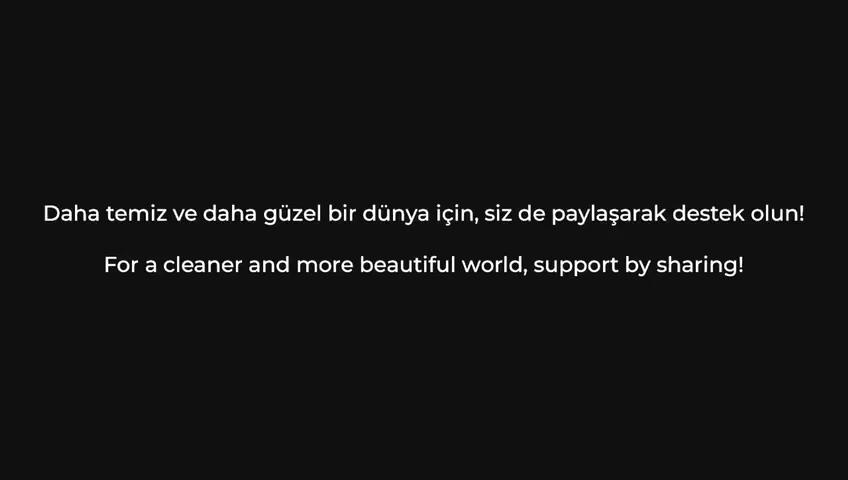 Daha temiz ve daha güzel bir dünya için, siz de paylaşarak destek olun!
For a cleaner and more beautiful world, support by sharing!